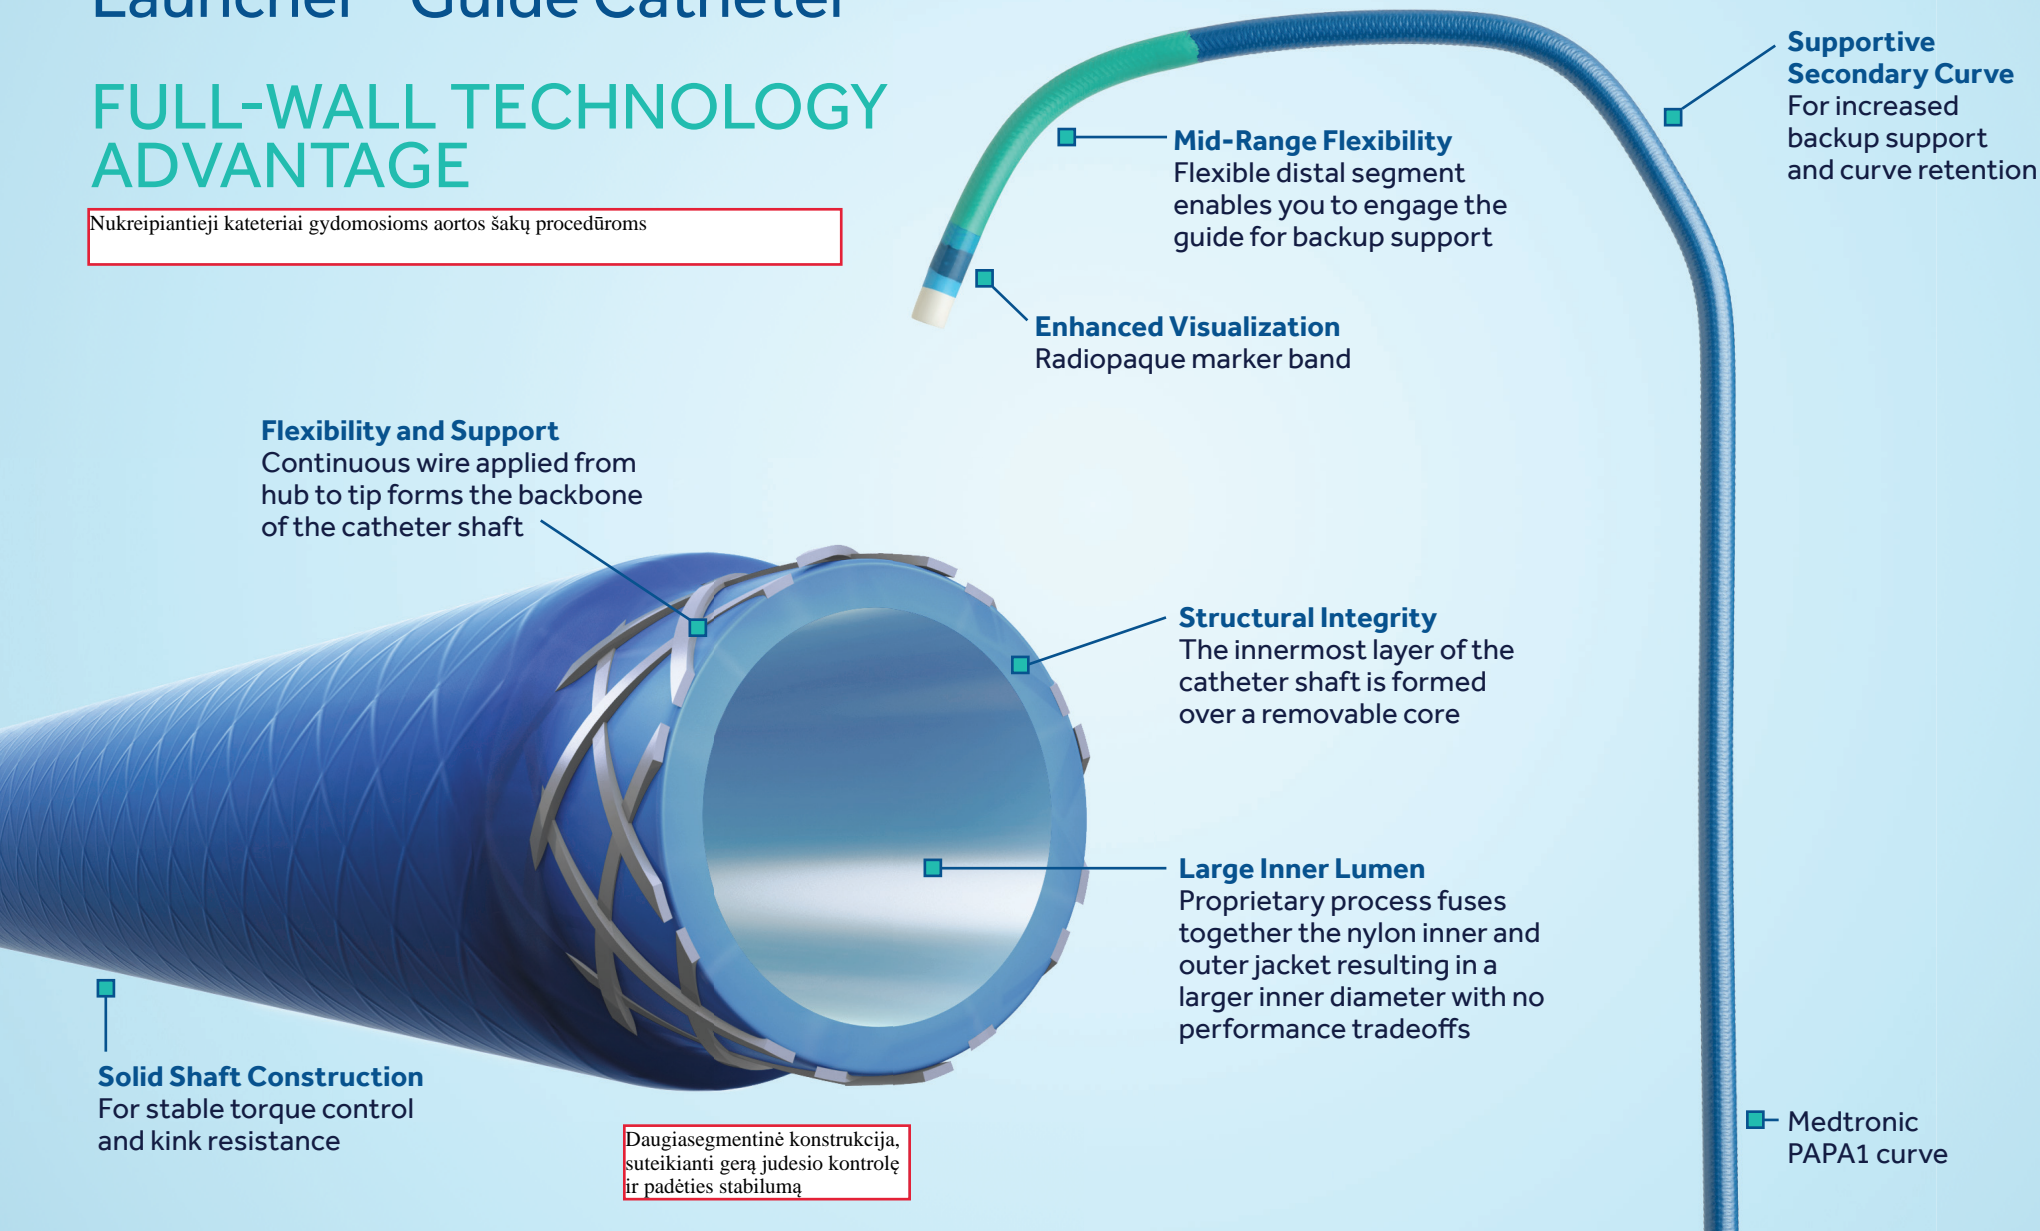 Launcher Guide Catheter
FULL-WALL TECHNOLOGY
ADVANTAGE
Nukreipiantieji kateteriai gydomosioms aortos šakų procedūroms
Supportive
Secondary Curve
For increased
backup support
and curve retention
Mid-Range Flexibility
Flexible distal segment
enables you to engage the
guide for backup support
Enhanced Visualization
Radiopaque marker band
Flexibility and Support
Continuous wire applied from
hub to tip forms the backbone
of the catheter shaft
Structural Integrity
The innermost layer of the
catheter shaft is formed
over a removable core
Large Inner Lumen
Proprietary process fuses
together the nylon inner and
outer jacket resulting in a
larger inner diameter with no
performance tradeoffs
Solid Shaft Construction
For stable torque control
and kink resistance
Daugiasegmentinė konstrukcija,
suteikianti gerą judesio kontrolę
ir padėties stabilumą
Medtronic
PAPA1 curve